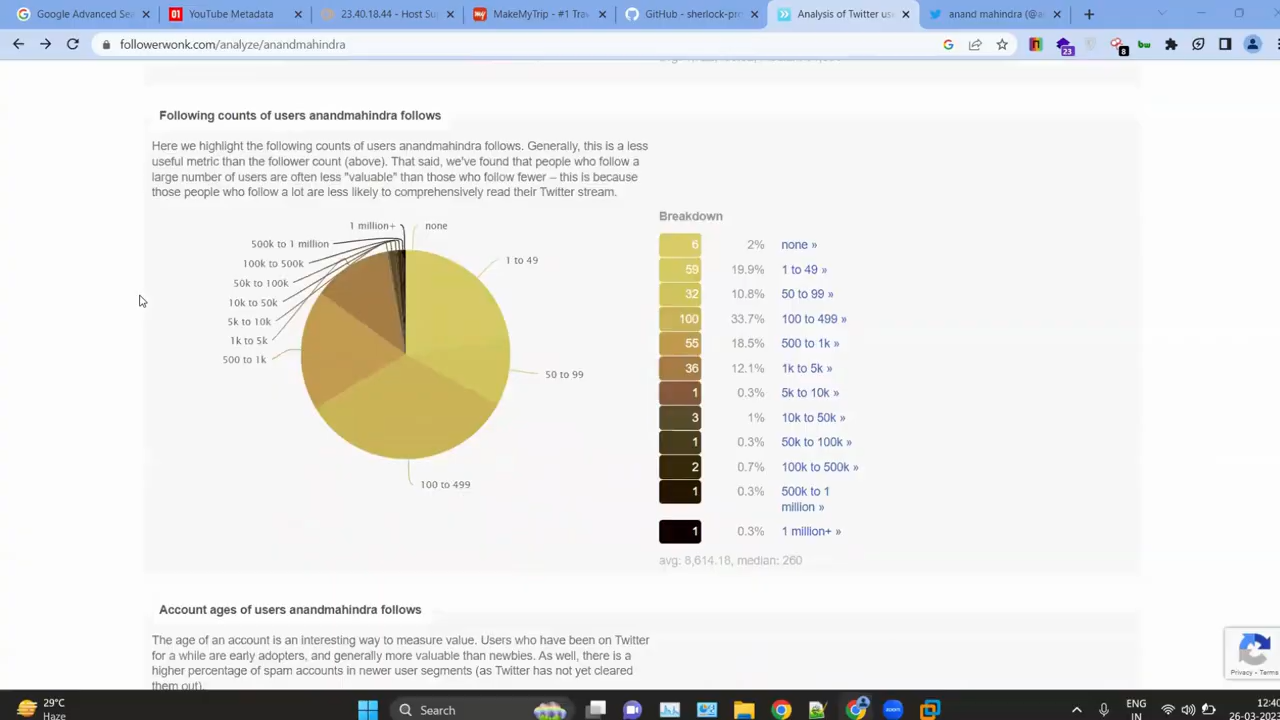 Google Advanced Sea
YouTube Metadata
23.40.18.44 - Host Su
MakeMyTrip - #1 Tra
GitHub - sherlock-pro
Analysis of Twitter use
anand mahindra (@a
followerwonk.com/analyze/anandmahindra
23
8
Following counts of users anandmahindra follows
Here we highlight the following counts of users anandmahindra follows. Generally, this is a less
useful metric than the follower count (above). That said, we've found that people who follow a
large number of users are often less "valuable" than those who follow fewer – this is because
those people who follow a lot are less likely to comprehensively read their Twitter stream.
1 million+
none
500k to 1 million
100k to 500k
50k to 100k
10k to 50k
5k to 10k
1k to 5k
500 to 1k
1 to 49
50 to 99
100 to 499
Breakdown
6 2% none »
59 19.9% 1 to 49 »
32 10.8% 50 to 99 »
100 33.7% 100 to 499 »
55 18.5% 500 to 1k »
36 12.1% 1k to 5k »
1 0.3% 5k to 10k »
3 1% 10k to 50k »
1 0.3% 50k to 100k »
2 0.7% 100k to 500k »
1 0.3% 500k to 1
million »
1 0.3% 1 million+ »
avg: 8,614.18, median: 260
Account ages of users anandmahindra follows
The age of an account is an interesting way to measure value. Users who have been on Twitter
for a while are early adopters, and generally more valuable than newbies. As well, there is a
higher percentage of spam accounts in newer user segments (as Twitter has not yet cleared
them out).
Privacy - Terms
29°C
Haze
Search
ENG
IN
12:40
26-03-202